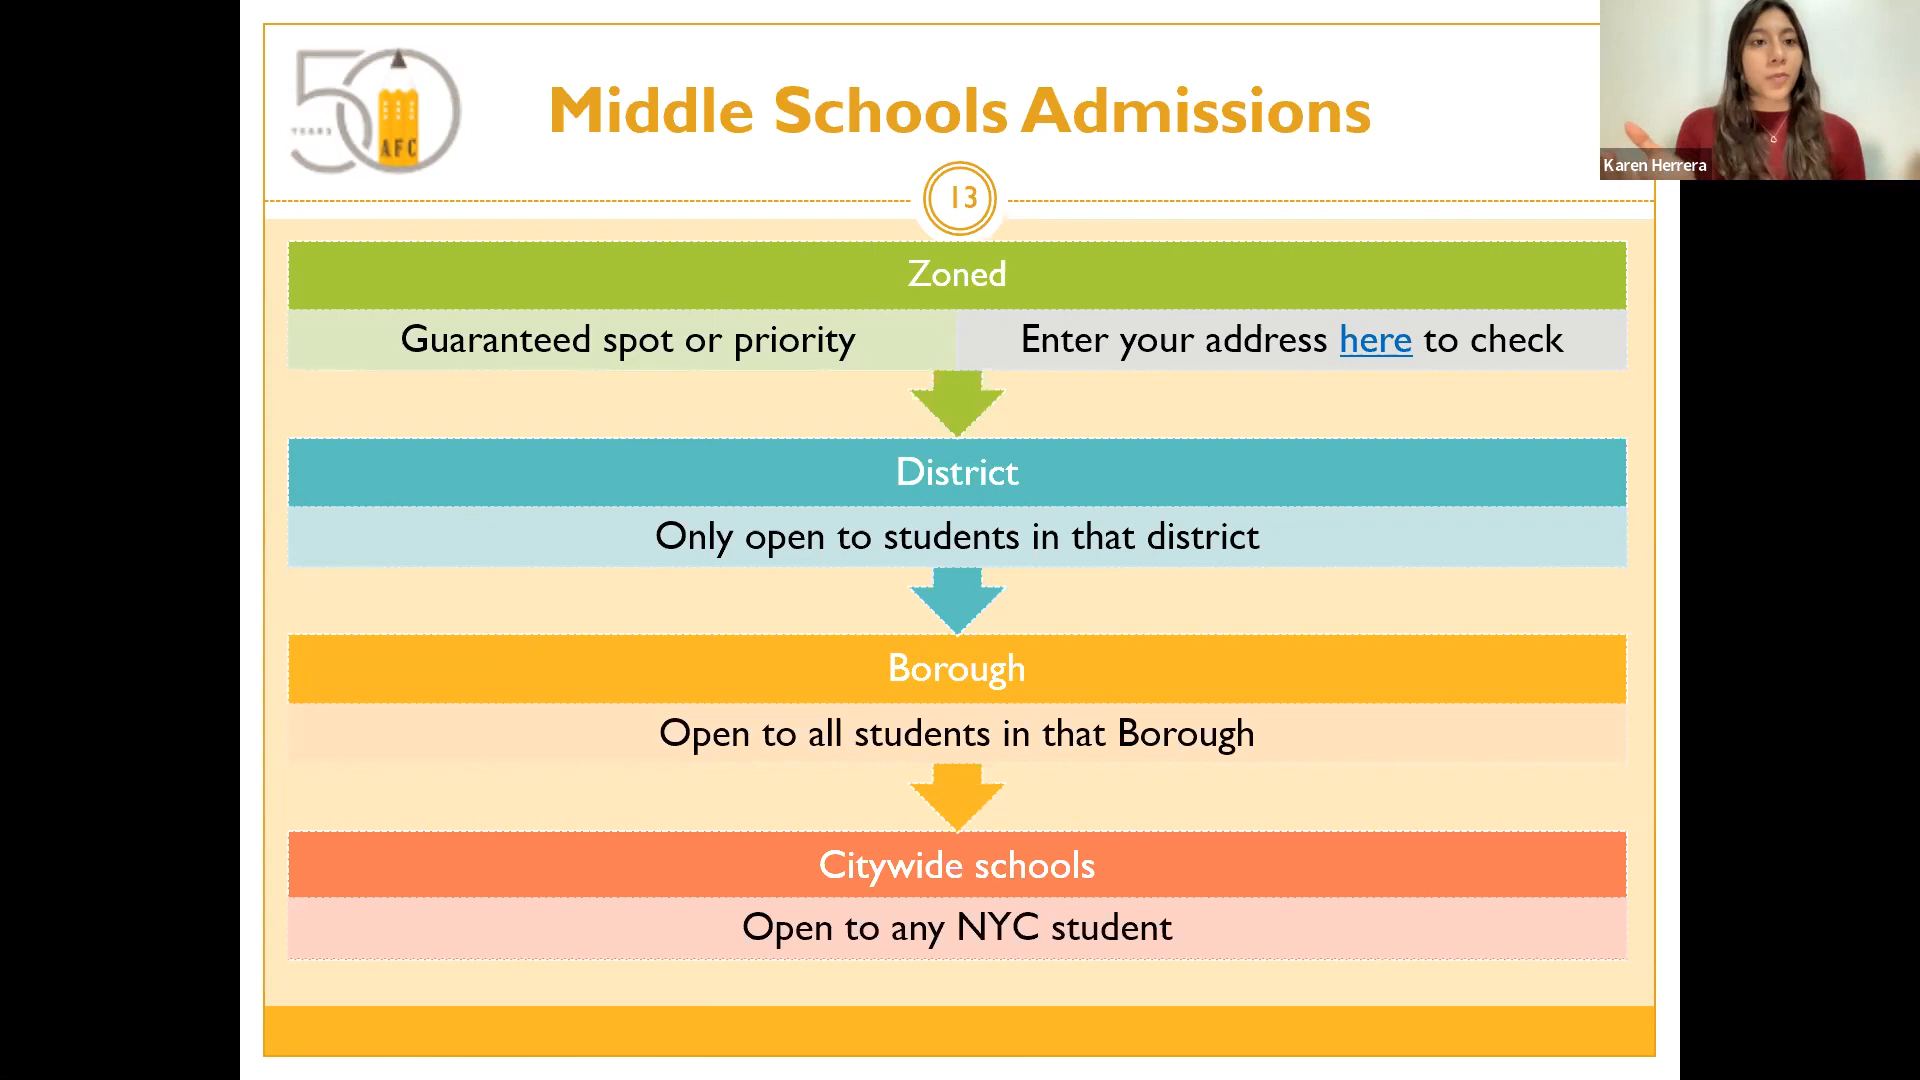 50
YEARS
AFC
Middle Schools Admissions
Karen Herrera
13
Zoned
Guaranteed spot or priority
Enter your address here to check
District
Only open to students in that district
Borough
Open to all students in that Borough
Citywide schools
Open to any NYC student